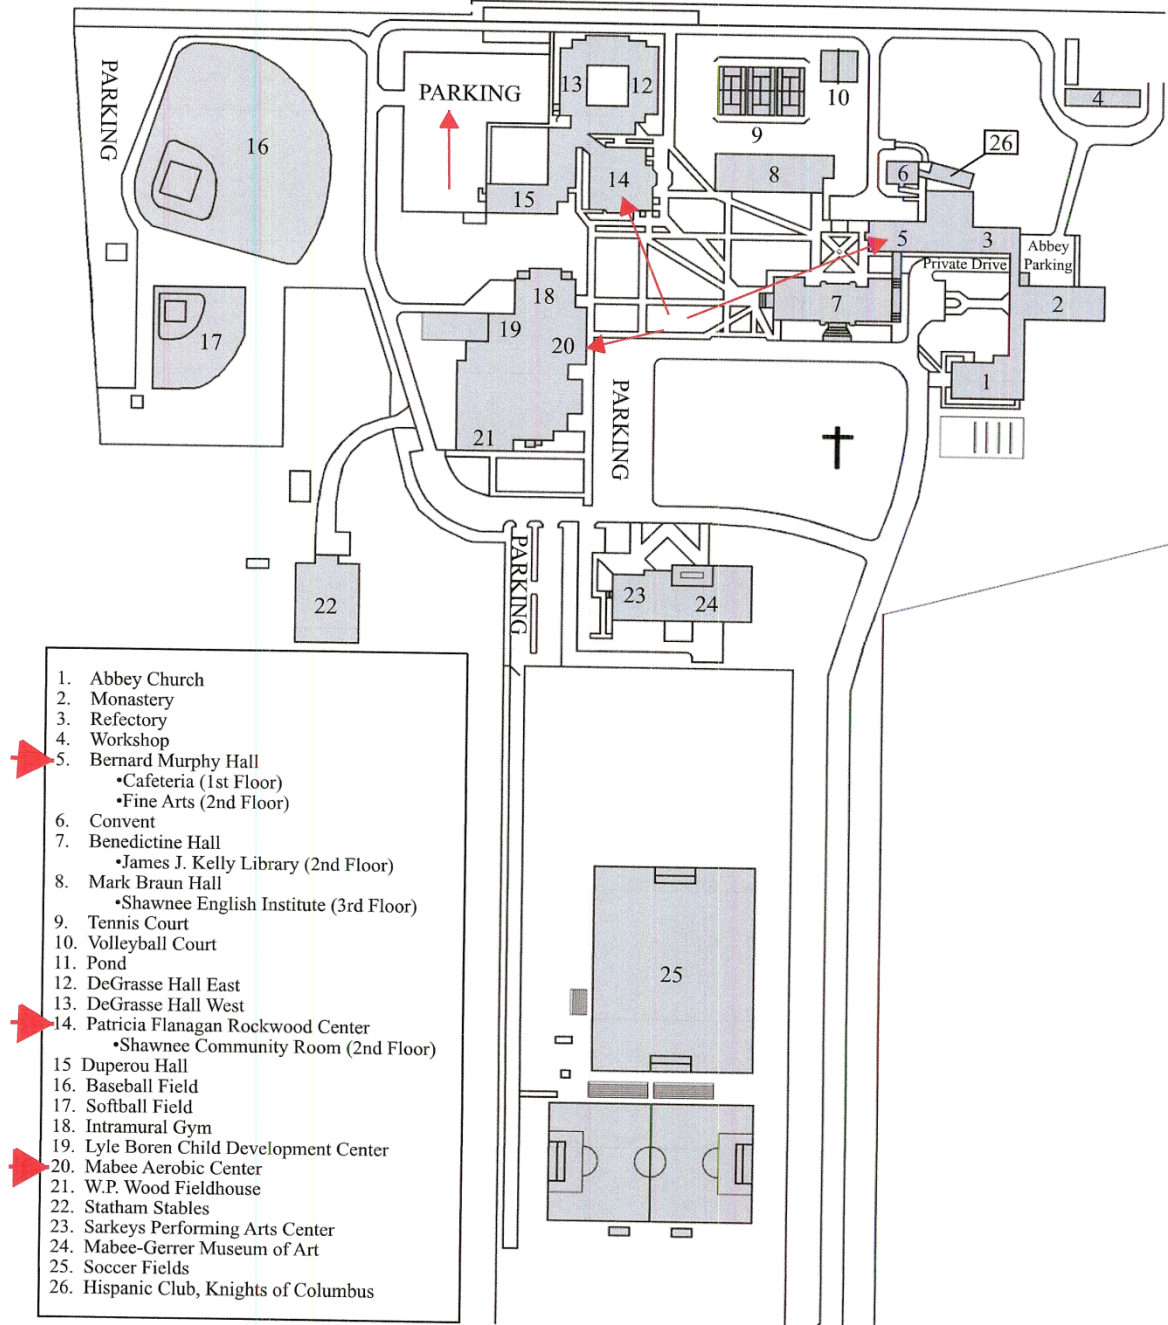 PARKING
PARKING
13
12
10
4
9
26
16
8
6
14
15
5
3
Abbey
Parking
Private Drive
18
7
2
19
17
20
1
PARKING
21
PARKING
22
23
24
1. Abbey Church
2. Monastery
3. Refectory
4. Workshop
5. Bernard Murphy Hall
•Cafeteria (1st Floor)
•Fine Arts (2nd Floor)
6. Convent
7. Benedictine Hall
•James J. Kelly Library (2nd Floor)
8. Mark Braun Hall
•Shawnee English Institute (3rd Floor)
9. Tennis Court
10. Volleyball Court
11. Pond
12. DeGrasse Hall East
13. DeGrasse Hall West
14. Patricia Flanagan Rockwood Center
•Shawnee Community Room (2nd Floor)
15 Duperou Hall
16. Baseball Field
17. Softball Field
18. Intramural Gym
19. Lyle Boren Child Development Center
20. Mabee Aerobic Center
21. W.P. Wood Fieldhouse
22. Statham Stables
23. Sarkeys Performing Arts Center
24. Mabee-Gerrer Museum of Art
25. Soccer Fields
26. Hispanic Club, Knights of Columbus
25